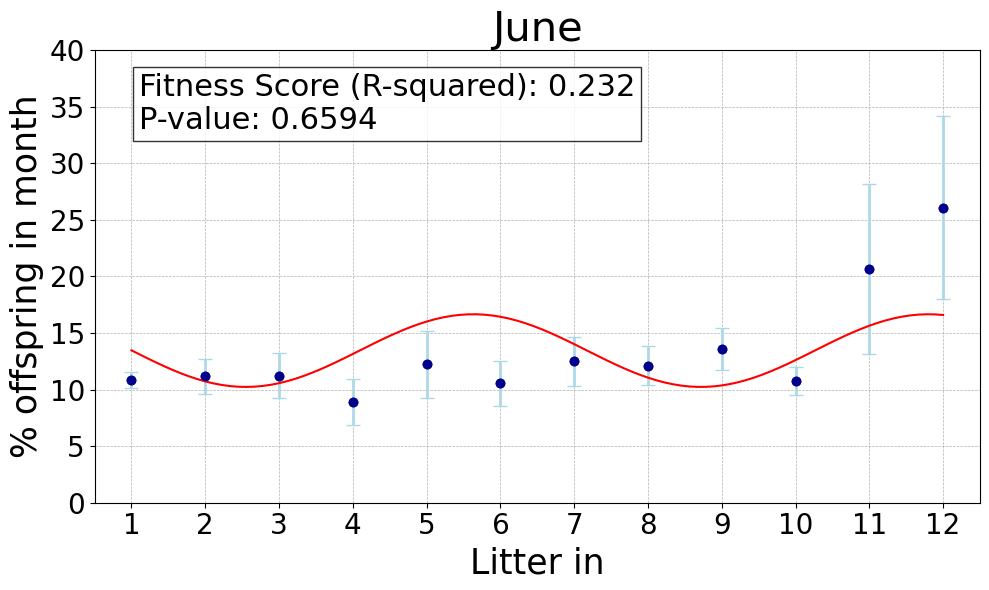 June
Fitness Score (R-squared): 0.232
P-value: 0.6594
% offspring in month
40
35
30
25
20
15
10
5
0
1 2 3 4 5 6 7 8 9 10 11 12
Litter in